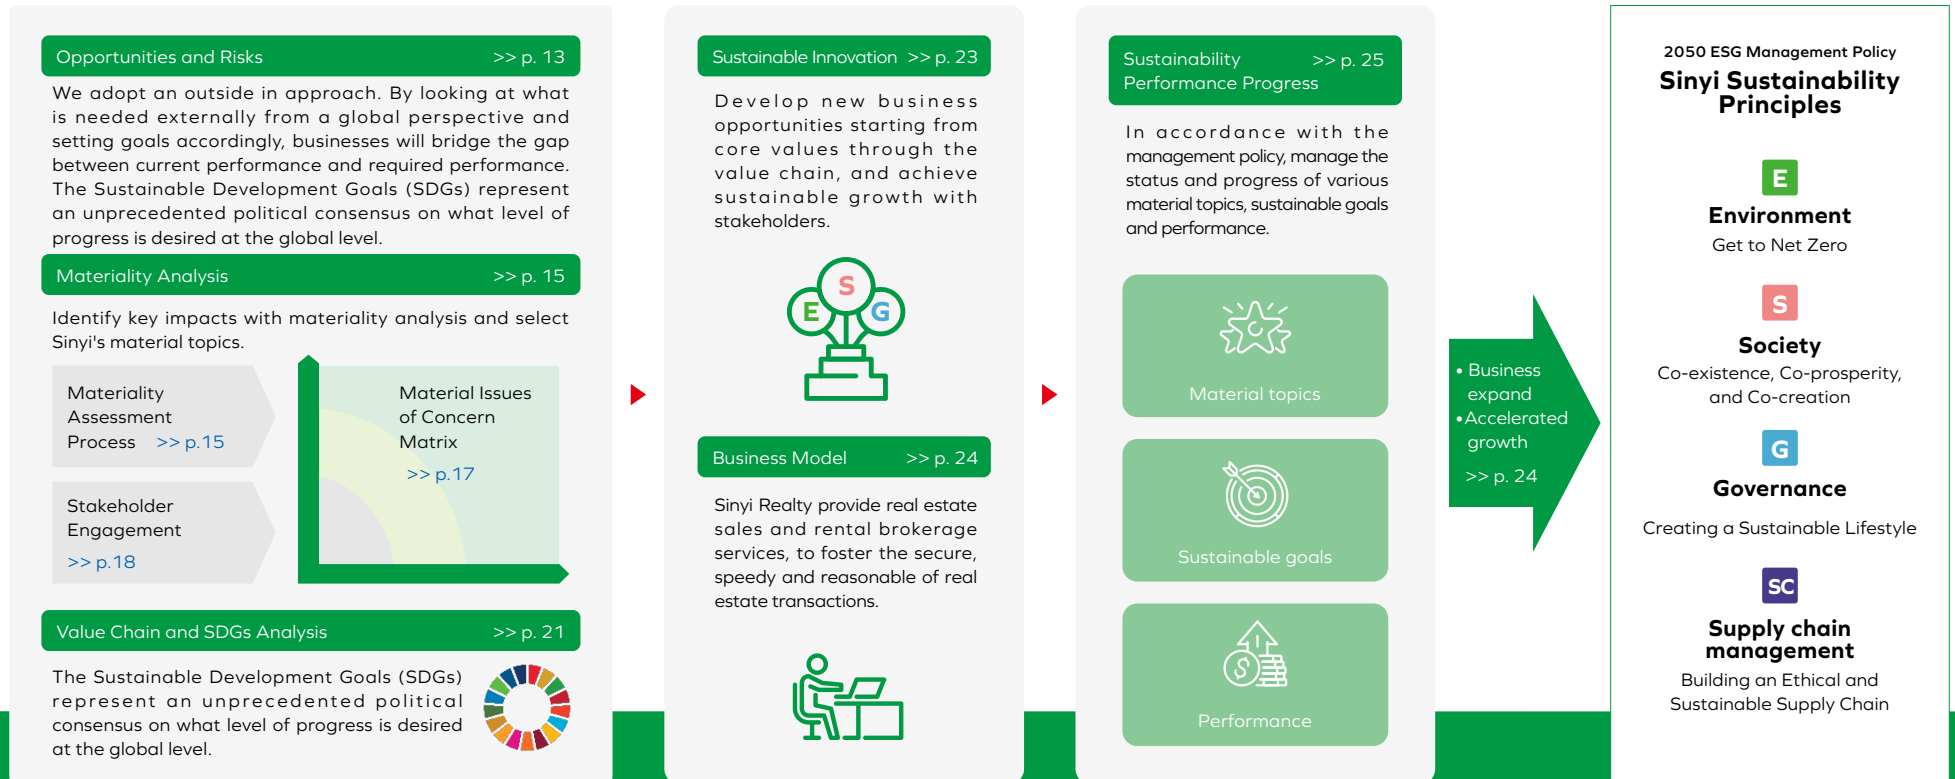 Opportunities and Risks >> p. 13
We adopt an outside in approach. By looking at what
is needed externally from a global perspective and
setting goals accordingly, businesses will bridge the gap
between current performance and required performance.
The Sustainable Development Goals (SDGs) represent
an unprecedented political consensus on what level of
progress is desired at the global level.
Materiality Analysis >> p. 15
Identify key impacts with materiality analysis and select
Sinyi's material topics.
Materiality
Assessment
Process >> p.15
Stakeholder
Engagement
>> p.18
Material Issues
of Concern
Matrix
>> p.17
Value Chain and SDGs Analysis >> p. 21
The Sustainable Development Goals (SDGs)
represent an unprecedented political
consensus on what level of progress is desired
at the global level.
Sustainable Innovation >> p. 23
Develop new business
opportunities starting from
core values through the
value chain, and achieve
sustainable growth with
stakeholders.
E S G
Business Model >> p. 24
Sinyi Realty provide real estate
sales and rental brokerage
services, to foster the secure,
speedy and reasonable of real
estate transactions.
Sustainability >> p. 25
Performance Progress
In accordance with the
management policy, manage the
status and progress of various
material topics, sustainable goals
and performance.
Material topics
Sustainable goals
Performance
• Business
expand
• Accelerated
growth
>> p. 24
2050 ESG Management Policy
Sinyi Sustainability
Principles
E
Environment
Get to Net Zero
S
Society
Co-existence, Co-prosperity,
and Co-creation
G
Governance
Creating a Sustainable Lifestyle
SC
Supply chain
management
Building an Ethical and
Sustainable Supply Chain